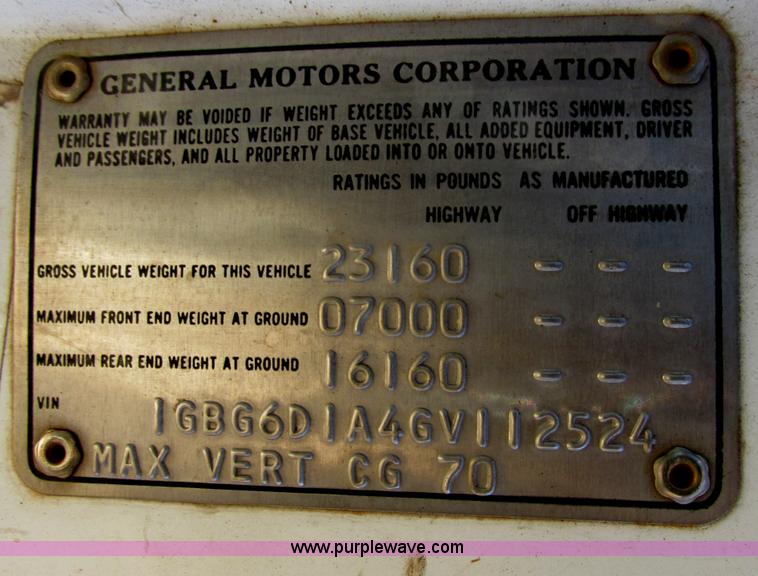 GENERAL MOTORS CORPORATION
WARRANTY MAY BE VOIDED IF WEIGHT EXCEEDS ANY OF RATINGS SHOWN. GROSS
VEHICLE WEIGHT INCLUDES WEIGHT OF BASE VEHICLE, ALL ADDED EQUIPMENT, DRIVER
AND PASSENGERS, AND ALL PROPERTY LOADED INTO OR ONTO VEHICLE.
RATINGS IN POUNDS AS MANUFACTURED
HIGHWAY OFF HIGHWAY
GROSS VEHICLE WEIGHT FOR THIS VEHICLE 23160 - - -
MAXIMUM FRONT END WEIGHT AT GROUND 07000 - - -
MAXIMUM REAR END WEIGHT AT GROUND 16160 - - -
VIN 1GBG6D1A4GV112524
MAX VERT CG 70
www.purplewave.com